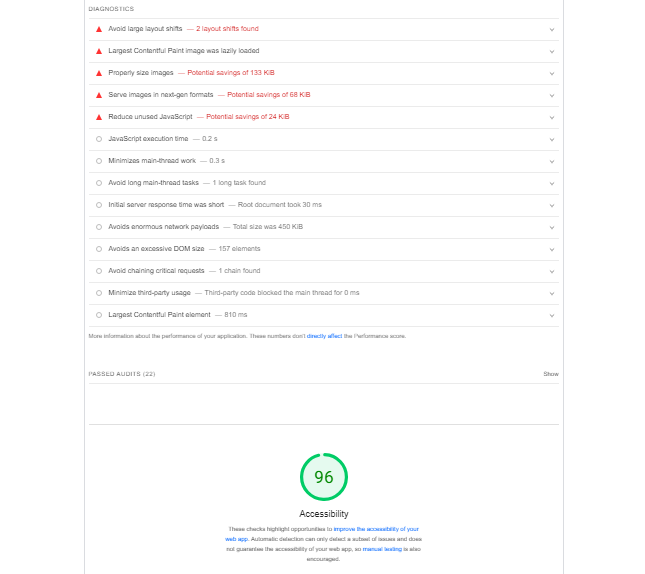 DIAGNOSTICS
Avoid large layout shifts — 2 layout shifts found
Largest Contentful Paint image was lazily loaded
Properly size images — Potential savings of 133 KiB
Serve images in next-gen formats — Potential savings of 68 KiB
Reduce unused JavaScript — Potential savings of 24 KiB
JavaScript execution time — 0.2 s
Minimizes main-thread work — 0.3 s
Avoid long main-thread tasks — 1 long task found
Initial server response time was short — Root document took 30 ms
Avoids enormous network payloads — Total size was 450 KiB
Avoids an excessive DOM size — 157 elements
Avoid chaining critical requests — 1 chain found
Minimize third-party usage — Third-party code blocked the main thread for 0 ms
Largest Contentful Paint element — 810 ms
More information about the performance of your application. These numbers don't directly affect the Performance score.
PASSED AUDITS (22) Show
96
Accessibility
These checks highlight opportunities to improve the accessibility of your
web app. Automatic detection can only detect a subset of issues and does
not guarantee the accessibility of your web app, so manual testing is also
encouraged.